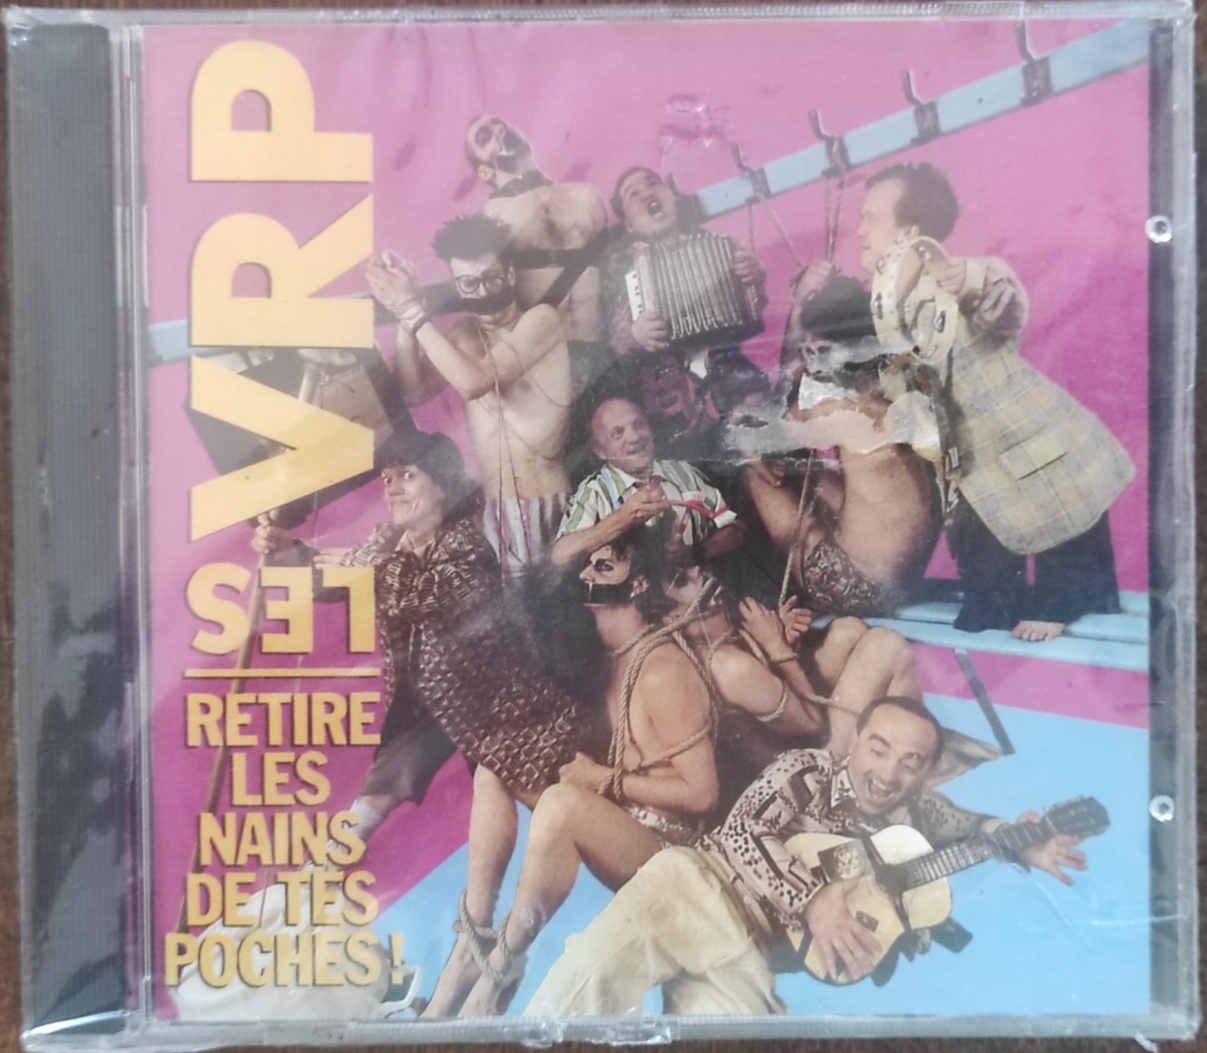 LES VRP
RETIRE
LES
NAINS
DE TES
POCHES!